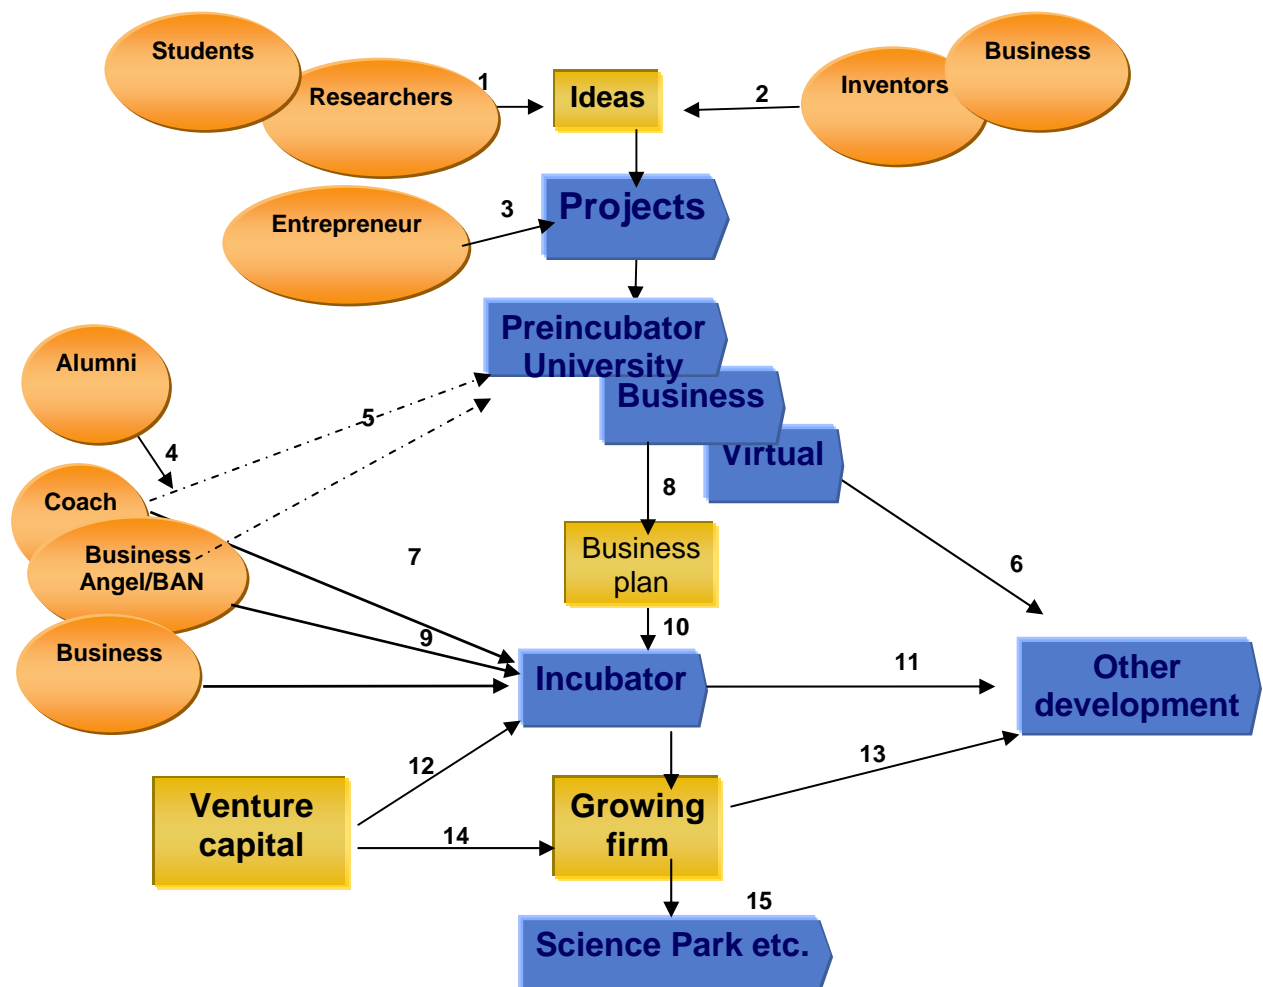 Students
Business
1
Researchers
Ideas
2
Inventors
Projects
3
Entrepreneur
Preincubator
University
Alumni
Business
5
4
Virtual
Coach
8
Business
Angel/BAN
7
Business
plan
6
10
9
Business
Incubator
11
Other
development
12
13
Venture
capital
Growing
firm
14
15
Science Park etc.